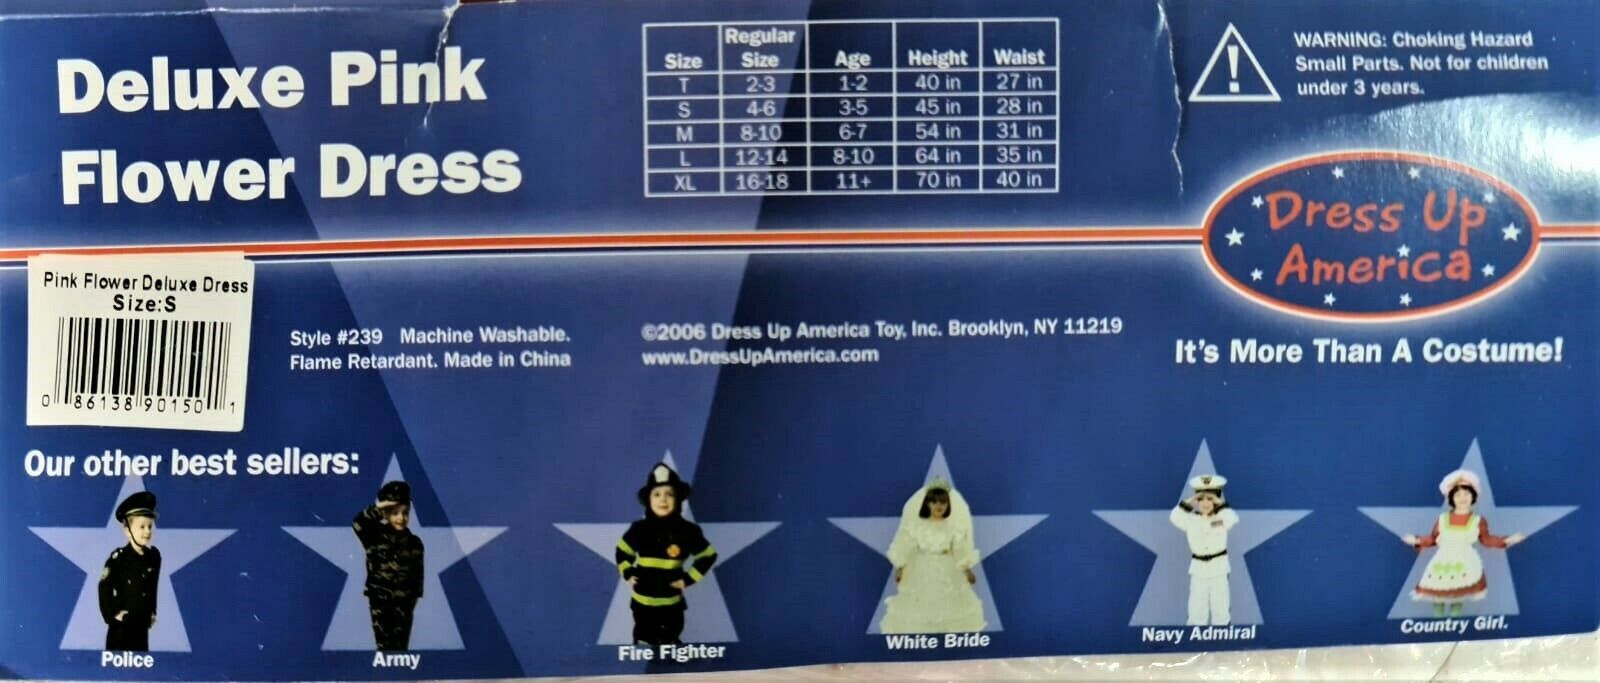 Deluxe Pink
Flower Dress
Size Regular Size Age Height Waist
T 2-3 1-2 40 in 27 in
S 4-6 3-5 45 in 28 in
M 8-10 6-7 54 in 31 in
L 12-14 8-10 64 in 35 in
XL 16-18 11+ 70 in 40 in
WARNING: Choking Hazard
Small Parts. Not for children
under 3 years.
Dress Up
America
It's More Than A Costume!
Pink Flower Deluxe Dress
Size:S
0 86138 90150 1
Style #239 Machine Washable.
Flame Retardant. Made in China
©2006 Dress Up America Toy, Inc. Brooklyn, NY 11219
www.DressUpAmerica.com
Our other best sellers:
Police
Army
Fire Fighter
White Bride
Navy Admiral
Country Girl.